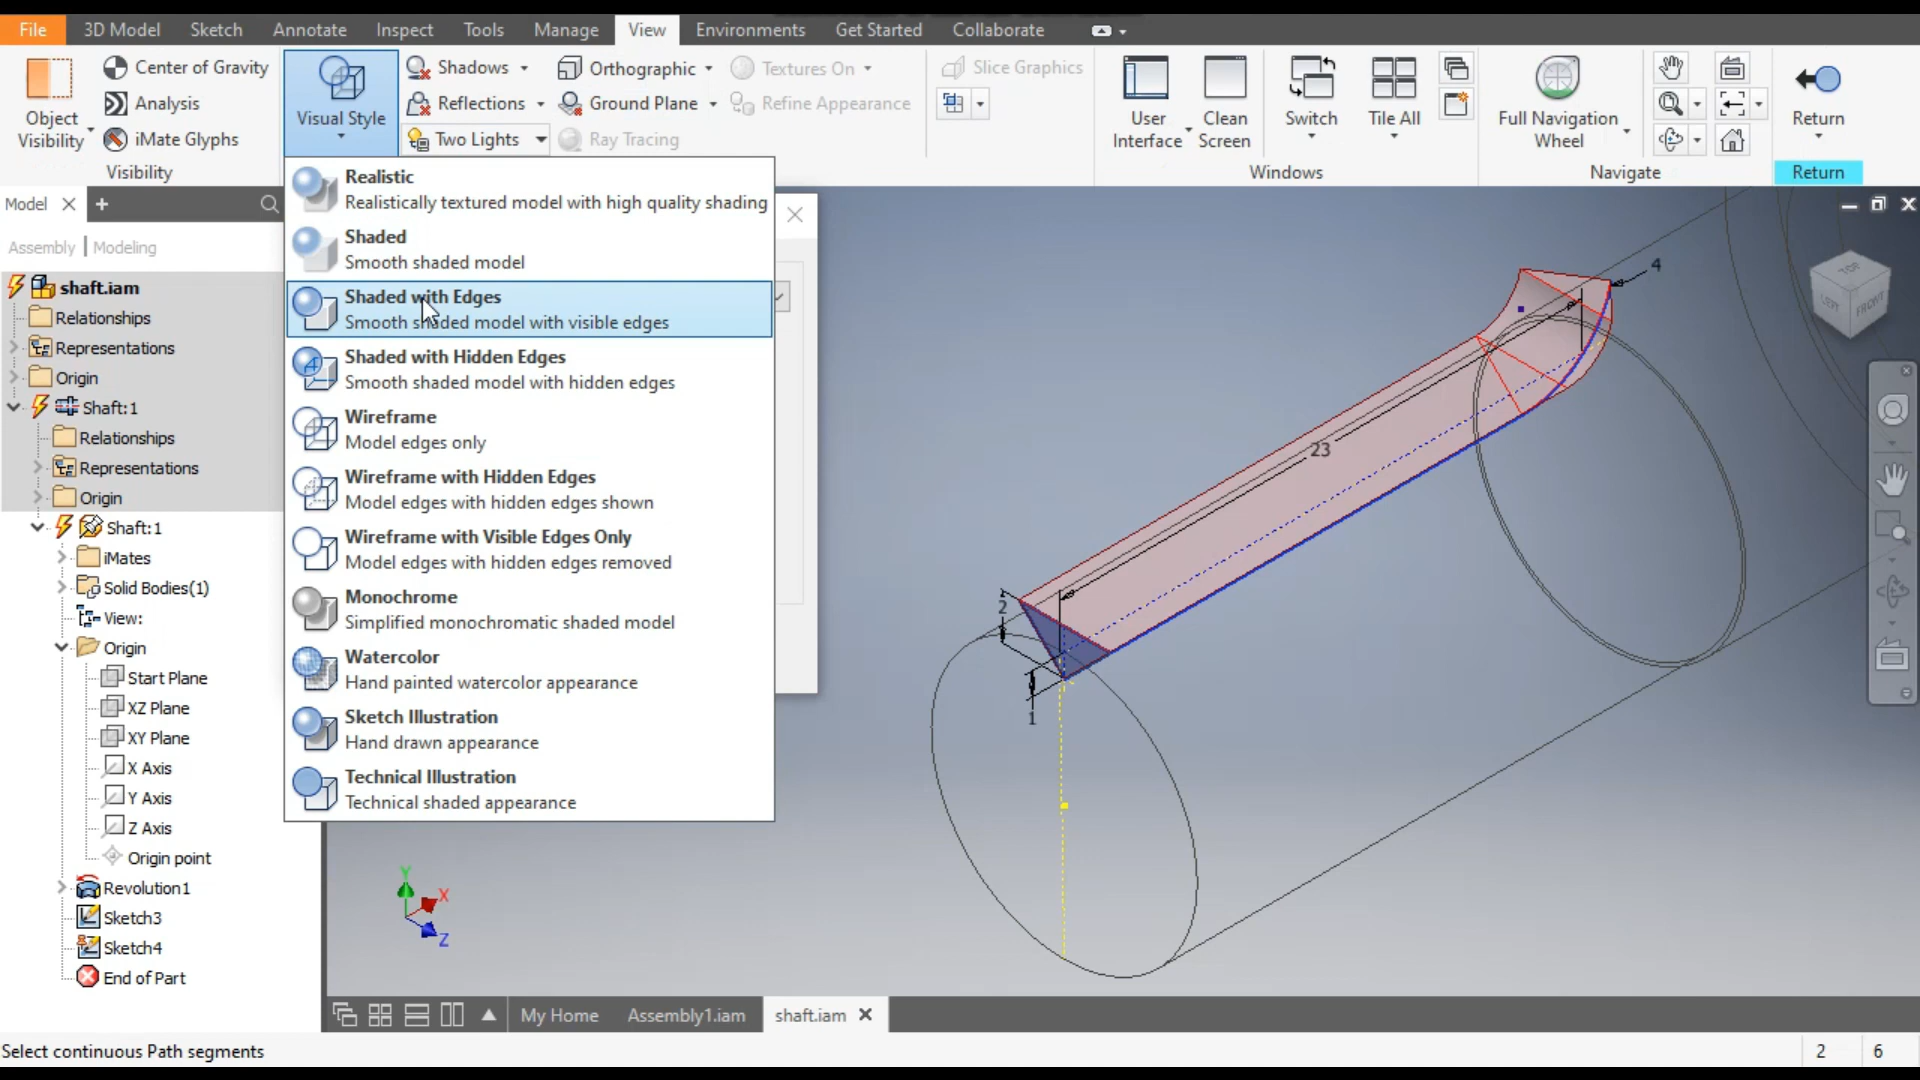 File
3D Model
Sketch
Annotate
Inspect
Tools
Manage
View
Environments
Get Started
Collaborate
Object
Visibility
Center of Gravity
Analysis
iMate Glyphs
Visibility
Visual Style
Shadows
Reflections
Two Lights
Orthographic
Ground Plane
Ray Tracing
Textures On
Refine Appearance
Slice Graphics
User
Interface
Clean
Screen
Switch
Tile All
Windows
Full Navigation
Wheel
Navigate
Return
Return
Realistic
Realistically textured model with high quality shading
Shaded
Smooth shaded model
Shaded with Edges
Smooth shaded model with visible edges
Shaded with Hidden Edges
Smooth shaded model with hidden edges
Wireframe
Model edges only
Wireframe with Hidden Edges
Model edges with hidden edges shown
Wireframe with Visible Edges Only
Model edges with hidden edges removed
Monochrome
Simplified monochromatic shaded model
Watercolor
Hand painted watercolor appearance
Sketch Illustration
Hand drawn appearance
Technical Illustration
Technical shaded appearance
Model
Assembly | Modeling
shaft.iam
Relationships
Representations
Origin
Shaft:1
Relationships
Representations
Origin
Shaft:1
iMates
Solid Bodies(1)
View:
Origin
Start Plane
XZ Plane
XY Plane
X Axis
Y Axis
Z Axis
Origin point
Revolution1
Sketch3
Sketch4
End of Part
4
23
2
1
TOP
LEFT
FRONT
Y
X
Z
My Home
Assembly1.iam
shaft.iam
Select continuous Path segments
2
6